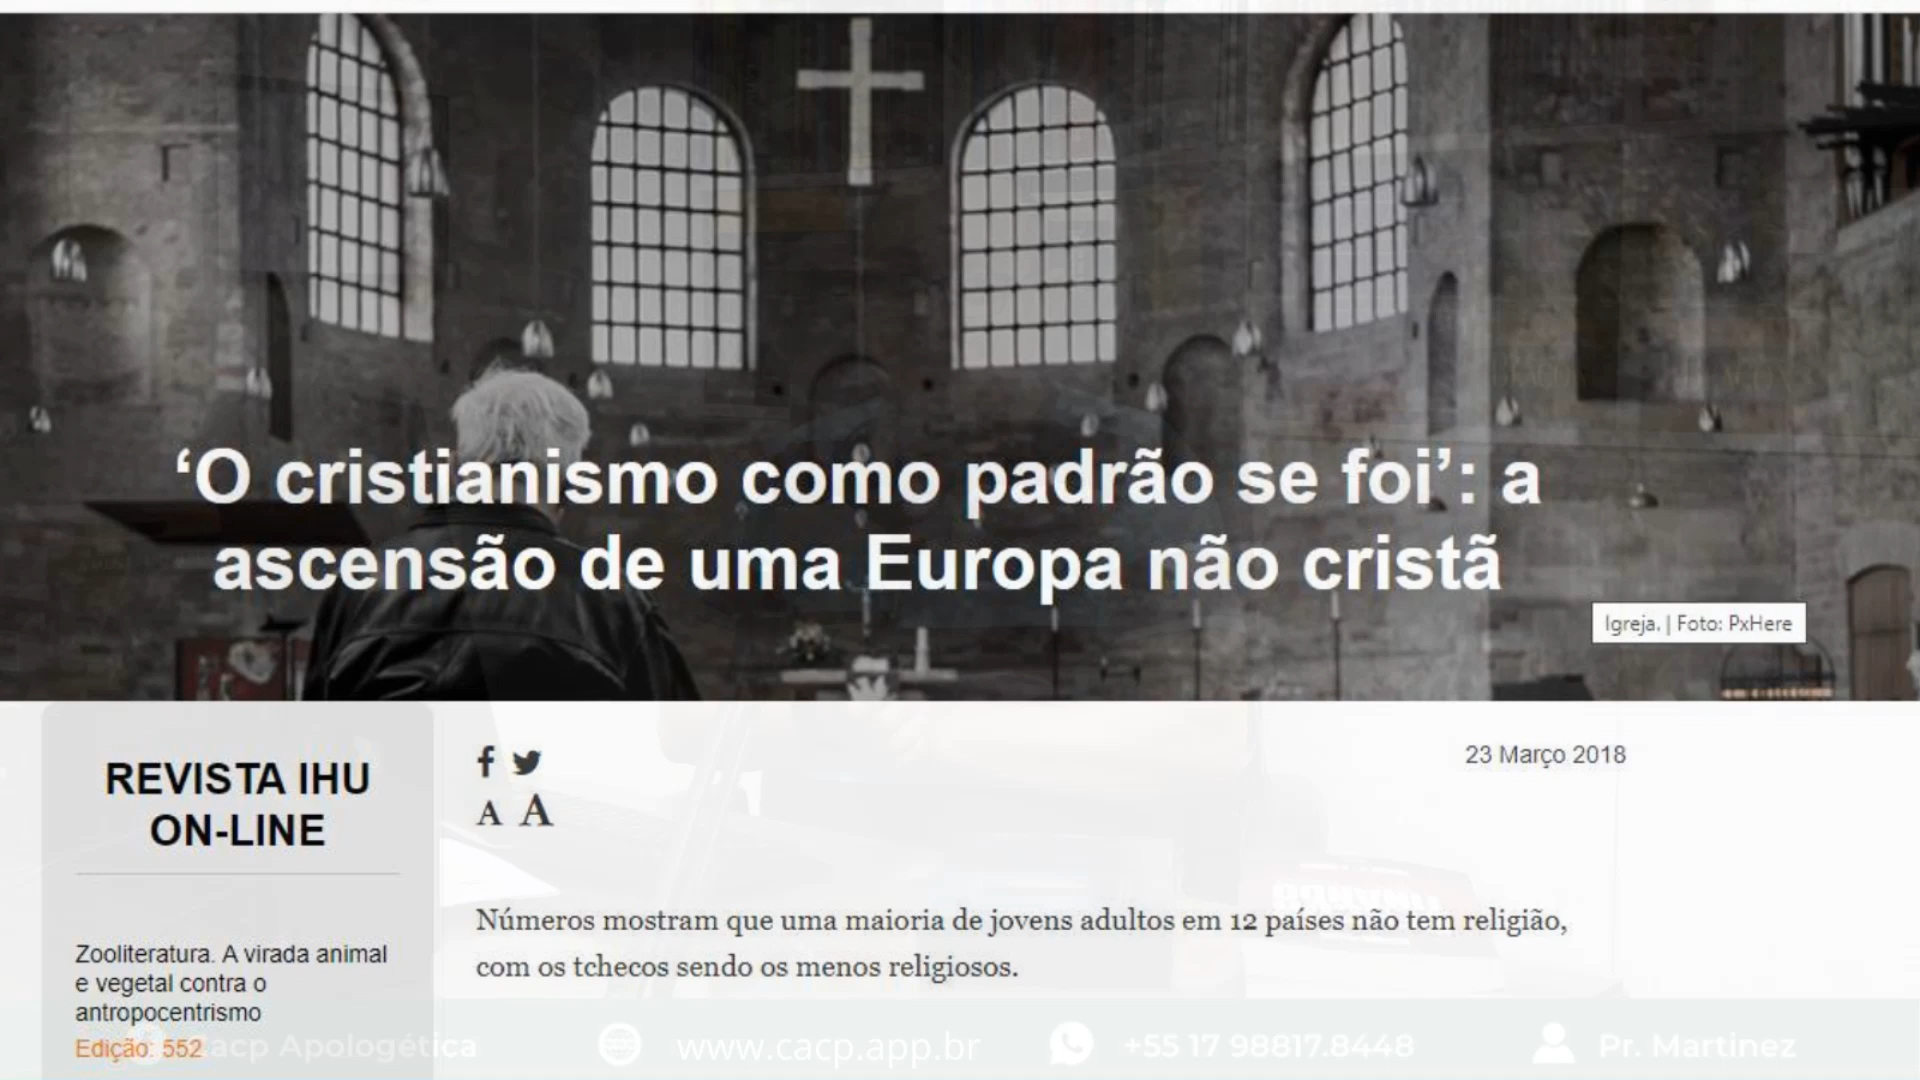 ‘O cristianismo como padrão se foi’: a
ascensão de uma Europa não cristã
Igreja. | Foto: PxHere
REVISTA IHU
ON-LINE
A A
23 Março 2018
Números mostram que uma maioria de jovens adultos em 12 países não tem religião,
com os tchecos sendo os menos religiosos.
Zooliteratura. A virada animal
e vegetal contra o
antropocentrismo
Edição: 552
Cacp Apologética
www.cacp.app.br
+55 17 98817.8448
Pr. Martinez